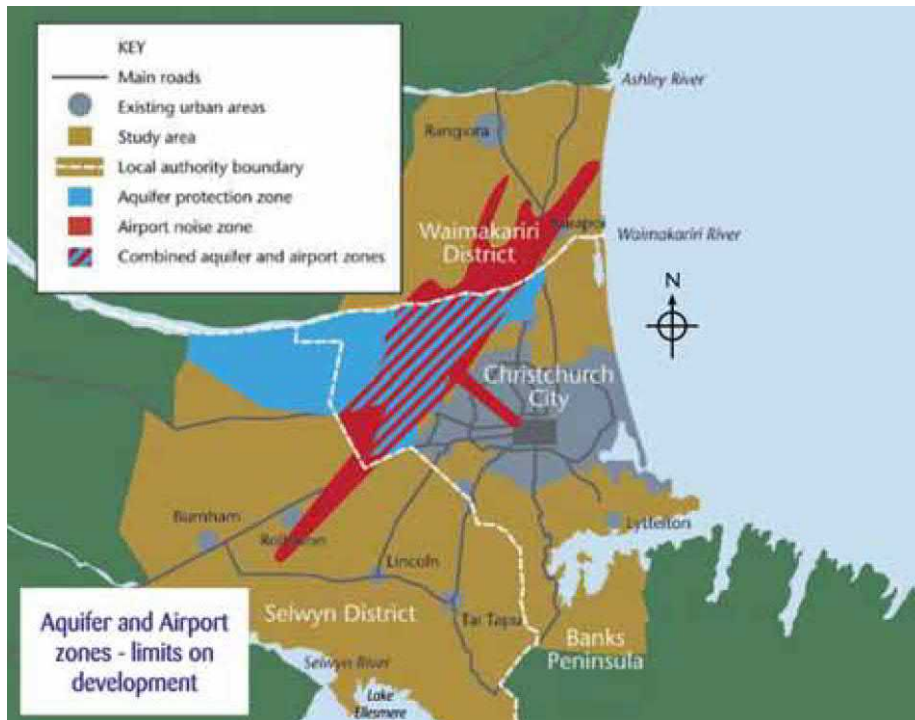 KEY
Main roads
Existing urban areas
Study area
Local authority boundary
Aquifer protection zone
Airport noise zone
Combined aquifer and airport zones
Ashley River
Rangiora
Waimakariri
District
Kaiapoi
Waimakariri River
N
Christchurch
City
Burnham
Rolleston
Lyttelton
Lincoln
Selwyn District
Tai Tapu
Banks
Peninsula
Selwyn River
Lake
Ellesmere
Aquifer and Airport
zones - limits on
development